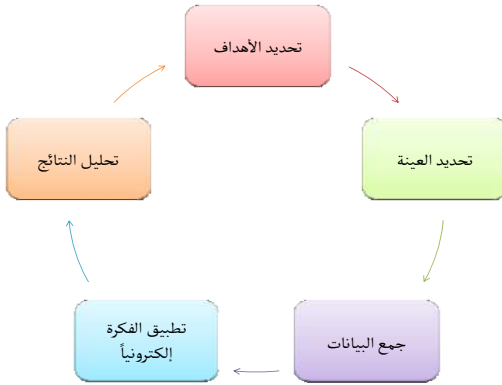 تحديد الأهداف
تحديد العينة
جمع البيانات
تطبيق الفكرة
إلكترونياً
تحليل النتائج